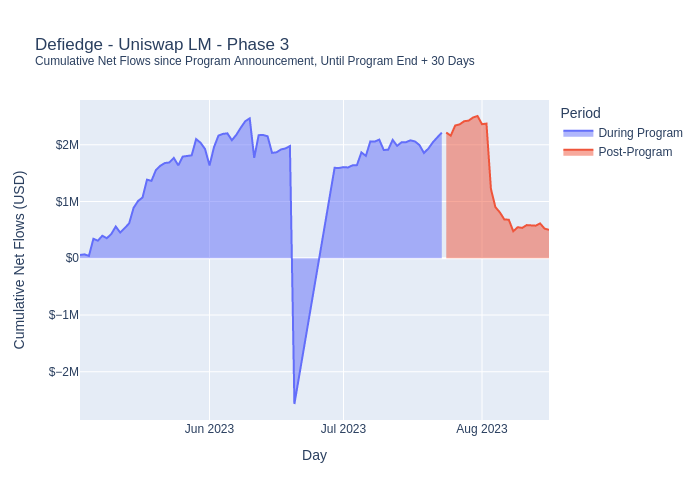 Defiedge - Uniswap LM - Phase 3
Cumulative Net Flows since Program Announcement, Until Program End + 30 Days
Period
During Program
Post-Program
Cumulative Net Flows (USD)
$2M
$1M
$0
$−1M
$−2M
Jun 2023
Jul 2023
Aug 2023
Day